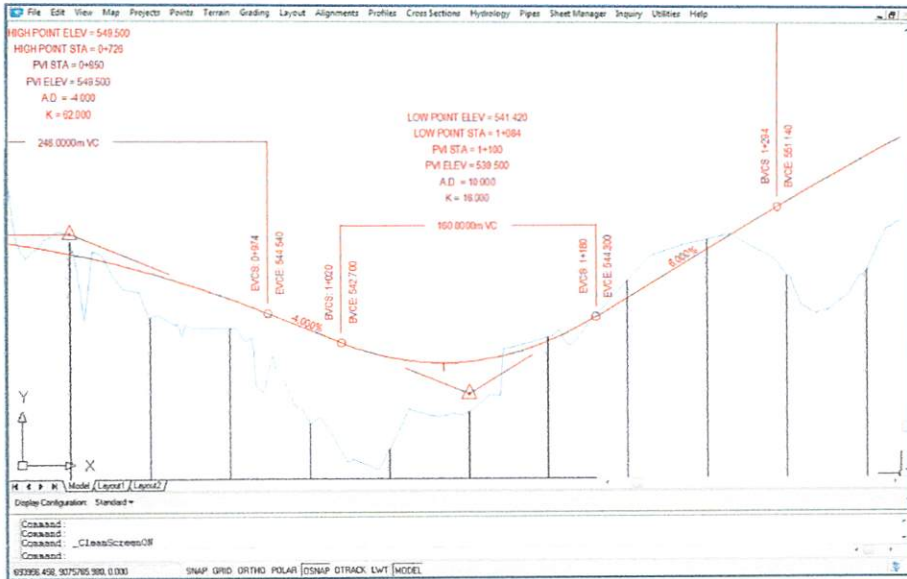 File Edit View Map Projects Points Terrain Grading Layout Alignments Profiles Cross Sections Hydrology Pipes Sheet Manager Inquiry Utilities Help
HIGH POINT ELEV = 549.500
HIGH POINT STA = 0+726
PVI STA = 0+850
PVI ELEV = 549.500
A.D. = -4.000
K = 62.000
248.0000m VC
EVCS: 0+974
EVCE: 544.540
-4.000%
LOW POINT ELEV = 541.420
LOW POINT STA = 1+084
PVI STA = 1+100
PVI ELEV = 539.500
A.D. = 10.000
K = 16.000
160.0000m VC
BVCS: 1+020
BVCE: 542.700
EVCS: 1+180
EVCE: 544.300
6.000%
BVCS: 1+294
BVCE: 551.140
Y
X
Model Layout1 Layout2
Display Configuration: Standard
Command:
Command:
Command: _CleanScreenON
Command:
SNAP GRID ORTHO POLAR OSNAP OTRACK LWT MODEL